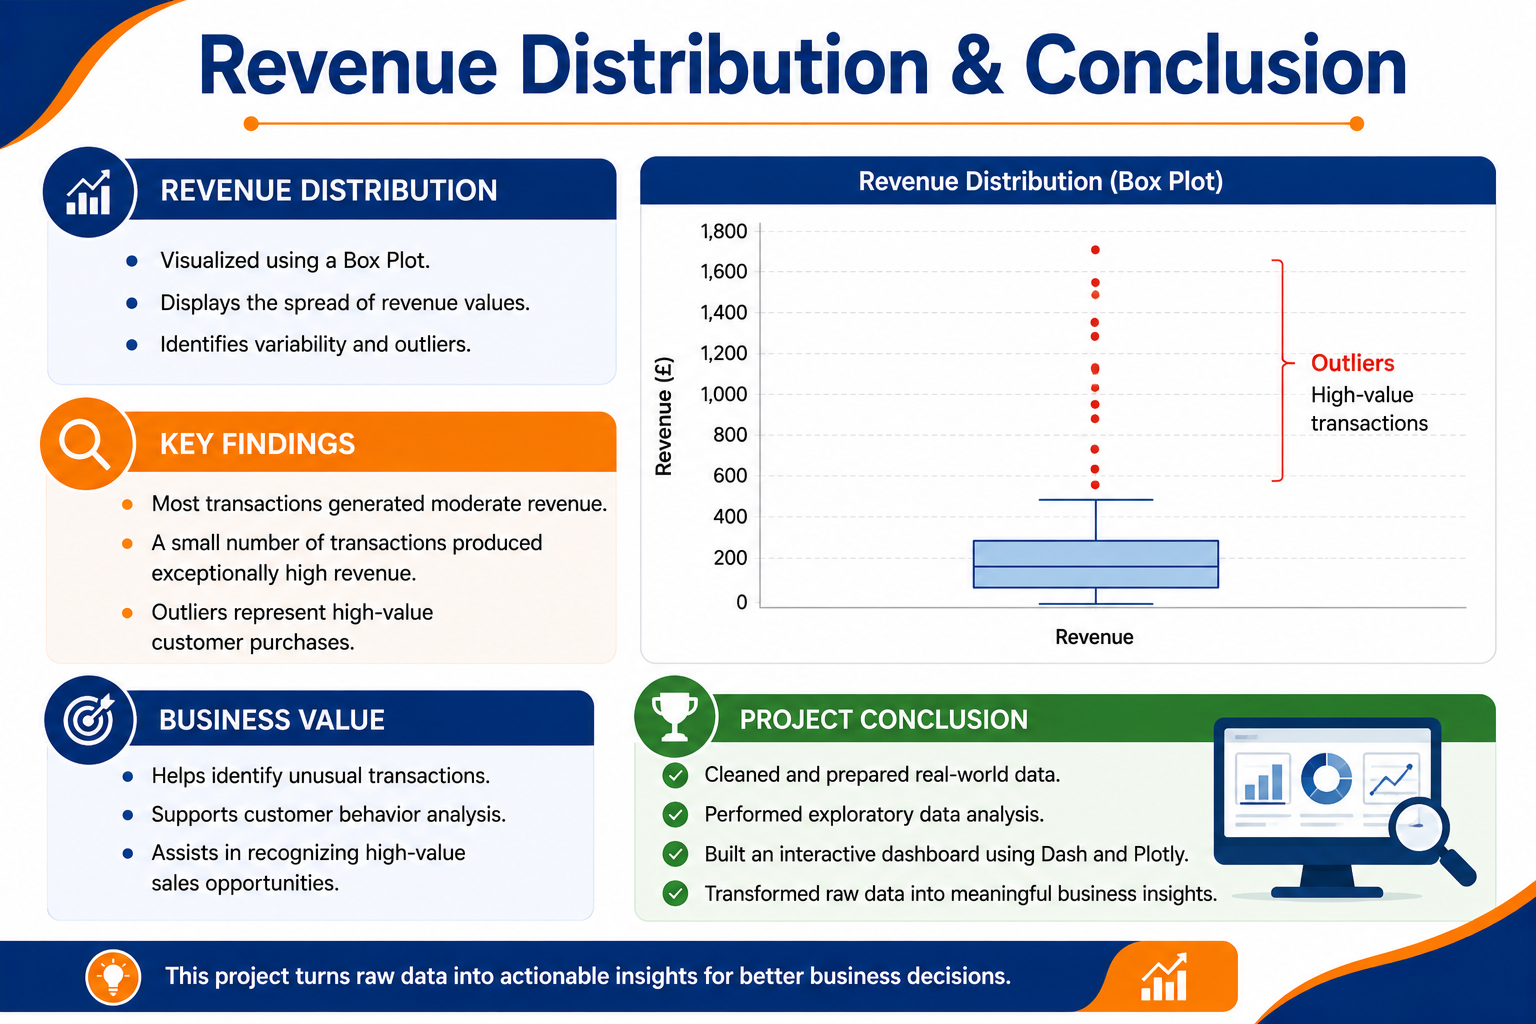 Revenue Distribution & Conclusion
REVENUE DISTRIBUTION
• Visualized using a Box Plot.
• Displays the spread of revenue values.
• Identifies variability and outliers.
KEY FINDINGS
• Most transactions generated moderate revenue.
• A small number of transactions produced
exceptionally high revenue.
• Outliers represent high-value
customer purchases.
BUSINESS VALUE
• Helps identify unusual transactions.
• Supports customer behavior analysis.
• Assists in recognizing high-value
sales opportunities.
Revenue Distribution (Box Plot)
Revenue (£)
1,800
1,600
1,400
1,200
1,000
800
600
400
200
0
Revenue
Outliers
High-value
transactions
PROJECT CONCLUSION
Cleaned and prepared real-world data.
Performed exploratory data analysis.
Built an interactive dashboard using Dash and Plotly.
Transformed raw data into meaningful business insights.
This project turns raw data into actionable insights for better business decisions.